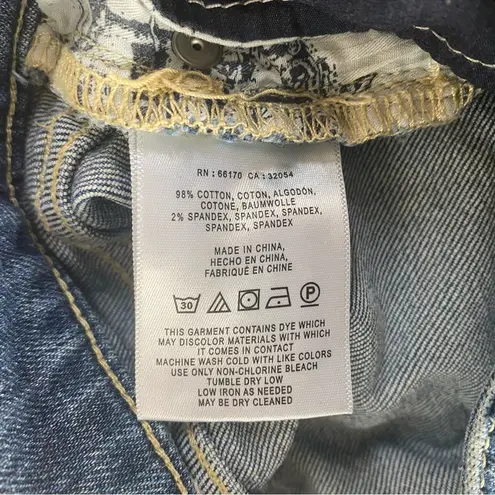 RN : 66170 CA : 32054
98% COTTON, COTON, ALGODÓN,
COTONE, BAUMWOLLE
2% SPANDEX, SPANDEX, SPANDEX,
SPANDEX, SPANDEX
MADE IN CHINA,
HECHO EN CHINA,
FABRIQUÉ EN CHINE
30 P
THIS GARMENT CONTAINS DYE WHICH
MAY DISCOLOR MATERIALS WITH WHICH
IT COMES IN CONTACT
MACHINE WASH COLD WITH LIKE COLORS
USE ONLY NON-CHLORINE BLEACH
TUMBLE DRY LOW
LOW IRON AS NEEDED
MAY BE DRY CLEANED